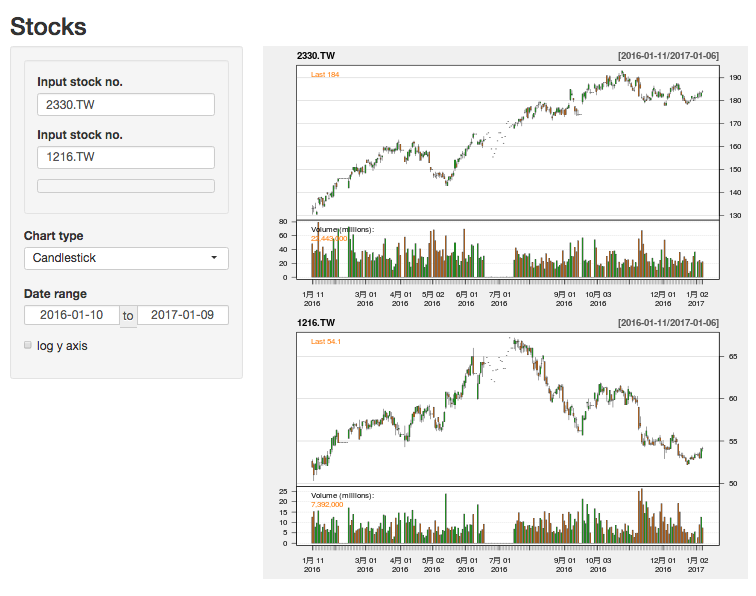 Stocks
Input stock no.
2330.TW
Input stock no.
1216.TW
Chart type
Candlestick
Date range
2016-01-10 to 2017-01-09
log y axis
2330.TW [2016-01-11/2017-01-06]
Last 184
190
180
170
160
150
140
130
Volume (millions):
22,443,000
80
60
40
20
0
1月 11 2016 3月 01 2016 4月 01 2016 5月 02 2016 6月 01 2016 7月 01 2016 9月 01 2016 10月 03 2016 12月 01 2016 1月 02 2017
1216.TW [2016-01-11/2017-01-06]
Last 54.1
65
60
55
50
Volume (millions):
7,392,000
25
20
15
10
5
0
1月 11 2016 3月 01 2016 4月 01 2016 5月 02 2016 6月 01 2016 7月 01 2016 9月 01 2016 10月 03 2016 12月 01 2016 1月 02 2017